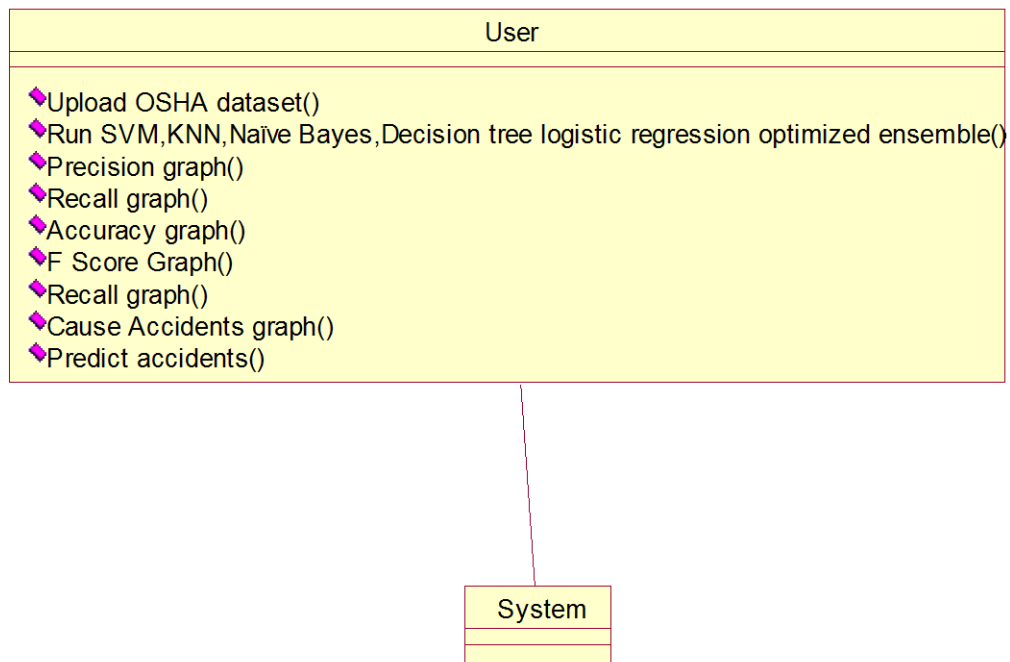 User
Upload OSHA dataset()
Run SVM,KNN,Naïve Bayes,Decision tree logistic regression optimized ensemble()
Precision graph()
Recall graph()
Accuracy graph()
F Score Graph()
Recall graph()
Cause Accidents graph()
Predict accidents()
System